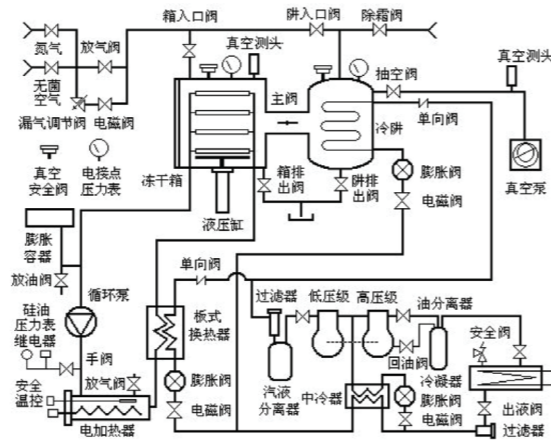 箱入口阀
阱入口阀
除霜阀
氮气
放气阀
真空测头
真空测头
无菌
空气
主阀
抽空阀
漏气调节阀
电磁阀
冷阱
单向阀
真空
安全阀
电接点
压力表
冻干箱
箱排
出阀
阱排
出阀
膨胀阀
真空泵
液压缸
电磁阀
膨胀
容器
放油阀
单向阀
循环泵
过滤器
低压级
高压级
油分离器
硅油
压力表
继电器
板式
换热器
安全阀
手阀
回油阀
安全
温控
放气阀
膨胀阀
汽液
分离器
中冷器
冷凝器
膨胀阀
电磁阀
电磁阀
出液阀
电加热器
过滤器